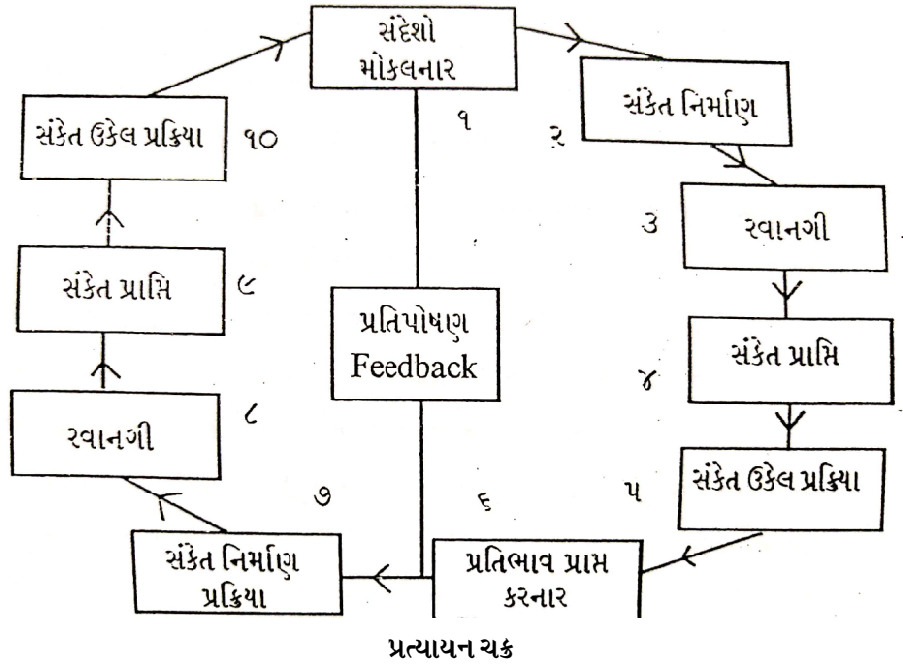 સંદેશો
મોકલનાર
૧
૨
સંકેત નિર્માણ
૩
રવાનગી
૪
સંકેત પ્રાપ્તિ
૫
સંકેત ઉકેલ પ્રક્રિયા
૬
પ્રતિભાવ પ્રાપ્ત
કરનાર
૭
સંકેત નિર્માણ
પ્રક્રિયા
૮
રવાનગી
૯
સંકેત પ્રાપ્તિ
૧૦
સંકેત ઉકેલ પ્રક્રિયા
પ્રતિપોષણ
Feedback
પ્રત્યાયન ચક્ર